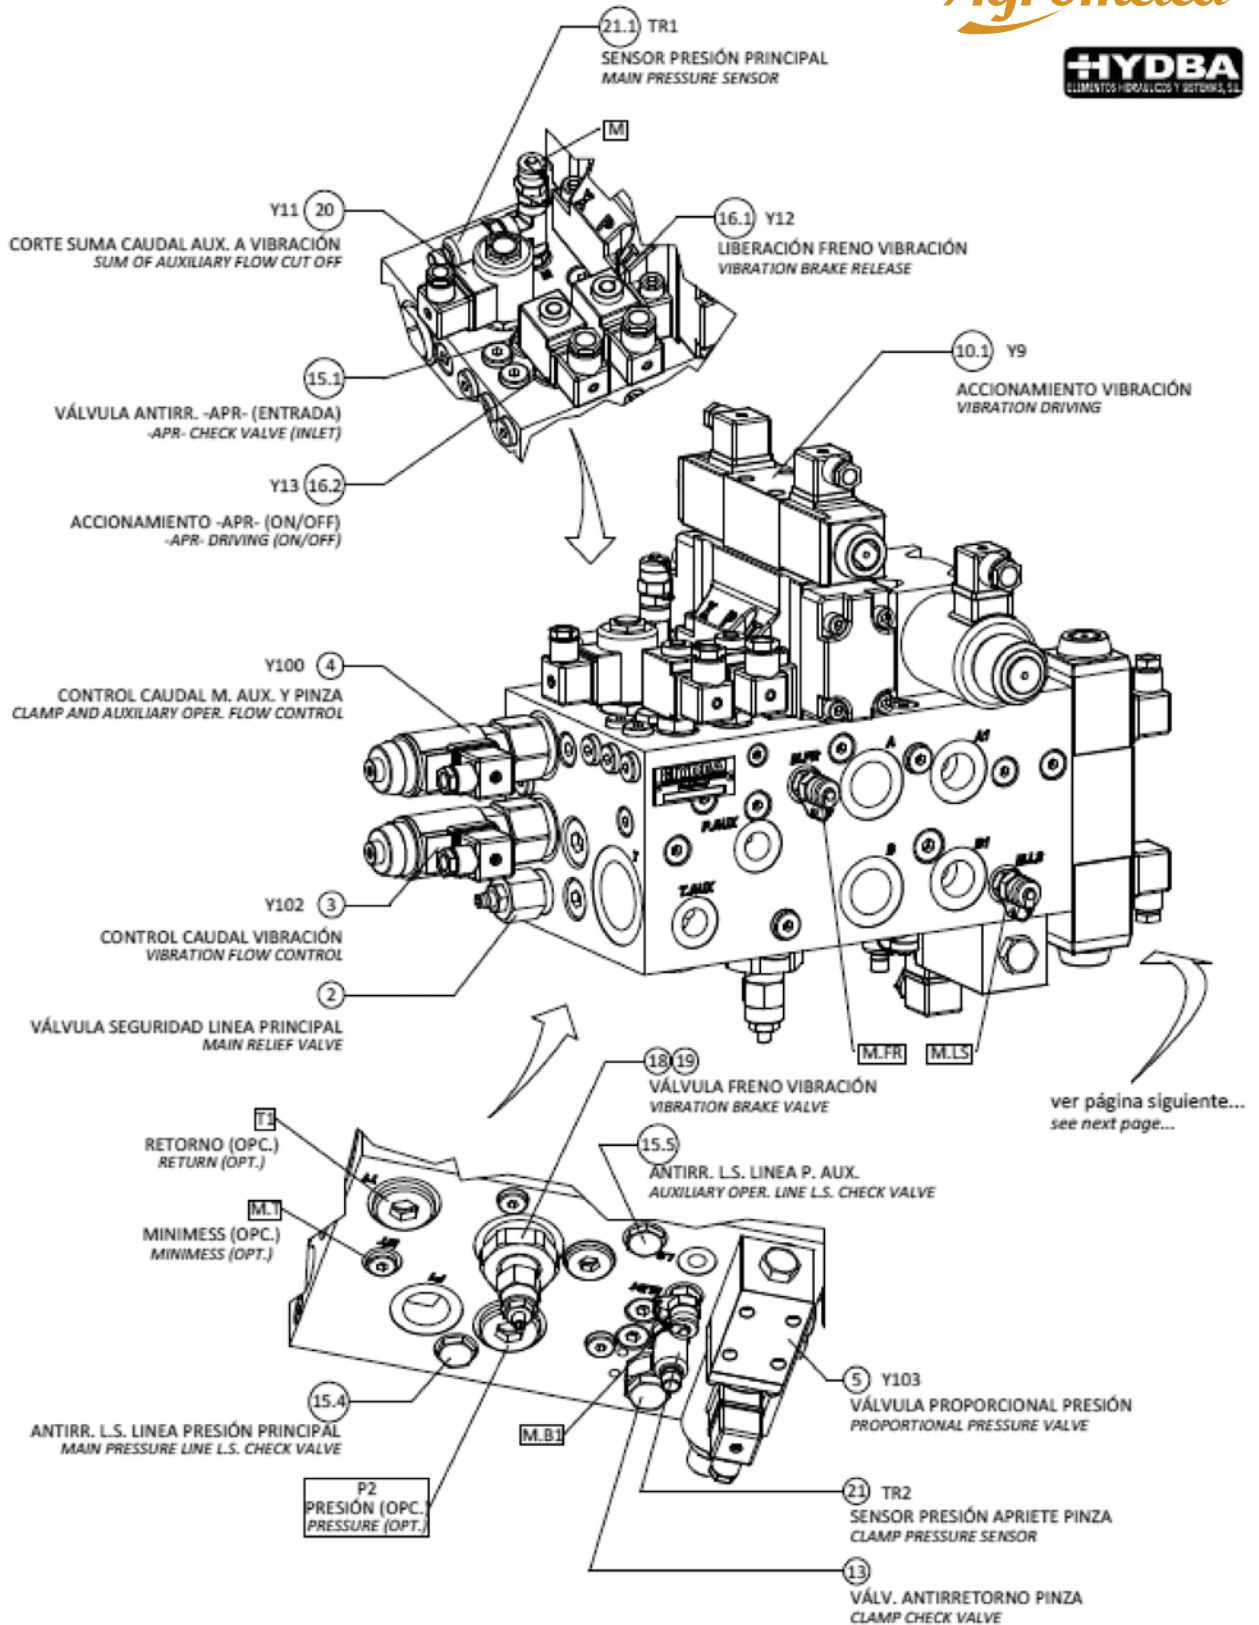 Agromelca
HYDBA
ELEMENTOS HIDRAULICOS Y SISTEMAS, S.L.
21.1 TR1
SENSOR PRESIÓN PRINCIPAL
MAIN PRESSURE SENSOR
M
Y11 20
CORTE SUMA CAUDAL AUX. A VIBRACIÓN
SUM OF AUXILIARY FLOW CUT OFF
16.1 Y12
LIBERACIÓN FRENO VIBRACIÓN
VIBRATION BRAKE RELEASE
15.1
VÁLVULA ANTIRR. -APR- (ENTRADA)
-APR- CHECK VALVE (INLET)
10.1 Y9
ACCIONAMIENTO VIBRACIÓN
VIBRATION DRIVING
Y13 16.2
ACCIONAMIENTO -APR- (ON/OFF)
-APR- DRIVING (ON/OFF)
Y100 4
CONTROL CAUDAL M. AUX. Y PINZA
CLAMP AND AUXILIARY OPER. FLOW CONTROL
M.FR
A
A1
P.AUX
T
B
B1
M.LS
T.AUX
Y102 3
CONTROL CAUDAL VIBRACIÓN
VIBRATION FLOW CONTROL
2
VÁLVULA SEGURIDAD LINEA PRINCIPAL
MAIN RELIEF VALVE
M.FR
M.LS
ver página siguiente...
see next page...
18 19
VÁLVULA FRENO VIBRACIÓN
VIBRATION BRAKE VALVE
T1
RETORNO (OPC.)
RETURN (OPT.)
15.5
ANTIRR. L.S. LINEA P. AUX.
AUXILIARY OPER. LINE L.S. CHECK VALVE
M.T
MINIMESS (OPC.)
MINIMESS (OPT.)
T1
5 Y103
VÁLVULA PROPORCIONAL PRESIÓN
PROPORTIONAL PRESSURE VALVE
15.4
ANTIRR. L.S. LINEA PRESIÓN PRINCIPAL
MAIN PRESSURE LINE L.S. CHECK VALVE
M.B1
P2
PRESIÓN (OPC.)
PRESSURE (OPT.)
21 TR2
SENSOR PRESIÓN APRIETE PINZA
CLAMP PRESSURE SENSOR
13
VÁLV. ANTIRRETORNO PINZA
CLAMP CHECK VALVE